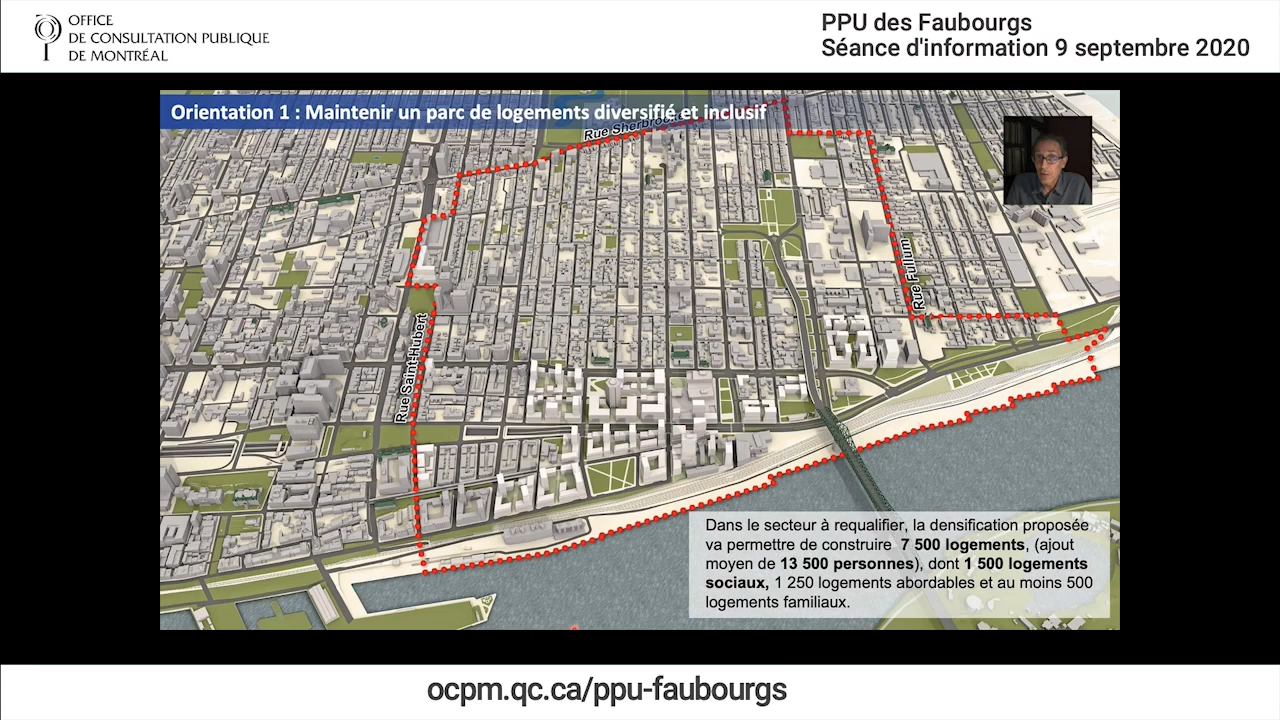 OFFICE
DE CONSULTATION PUBLIQUE
DE MONTRÉAL
PPU des Faubourgs
Séance d'information 9 septembre 2020
Orientation 1 : Maintenir un parc de logements diversifié et inclusif
Rue Sherbrooke
Rue Fullum
Rue Saint-Hubert
Dans le secteur à requalifier, la densification proposée
va permettre de construire 7 500 logements, (ajout
moyen de 13 500 personnes), dont 1 500 logements
sociaux, 1 250 logements abordables et au moins 500
logements familiaux.
ocpm.qc.ca/ppu-faubourgs